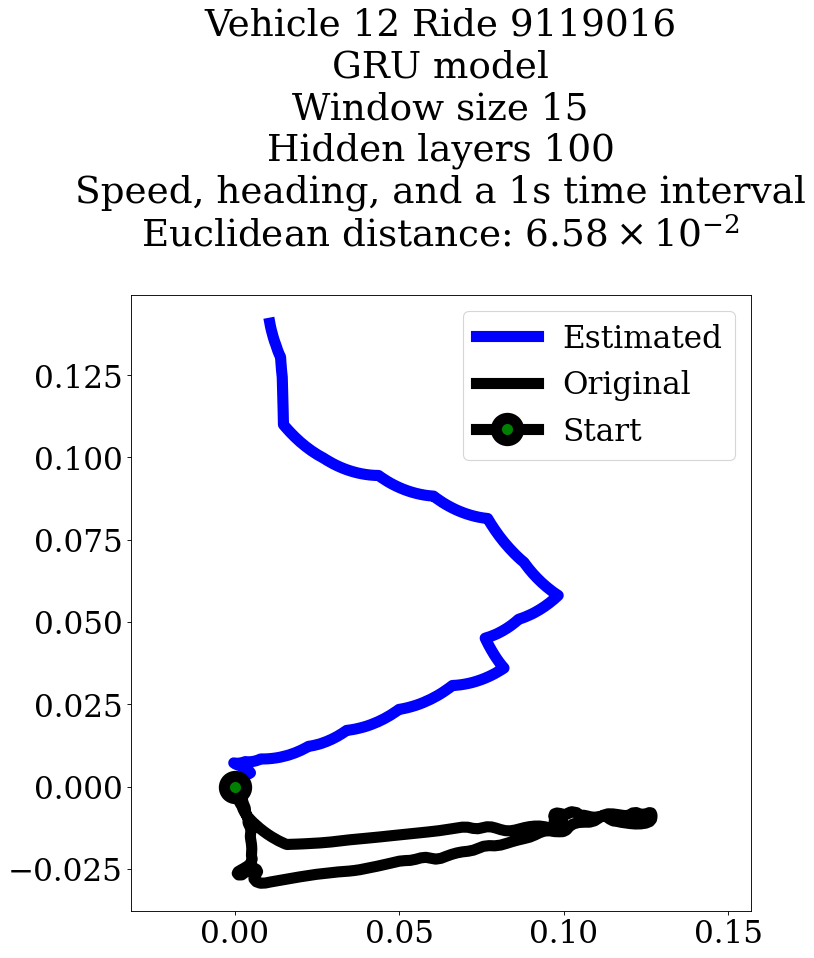 Vehicle 12 Ride 9119016
GRU model
Window size 15
Hidden layers 100
Speed, heading, and a 1s time interval
Euclidean distance: 6.58 × 10⁻²
Estimated
Original
Start
0.125
0.100
0.075
0.050
0.025
0.000
−0.025
0.00 0.05 0.10 0.15